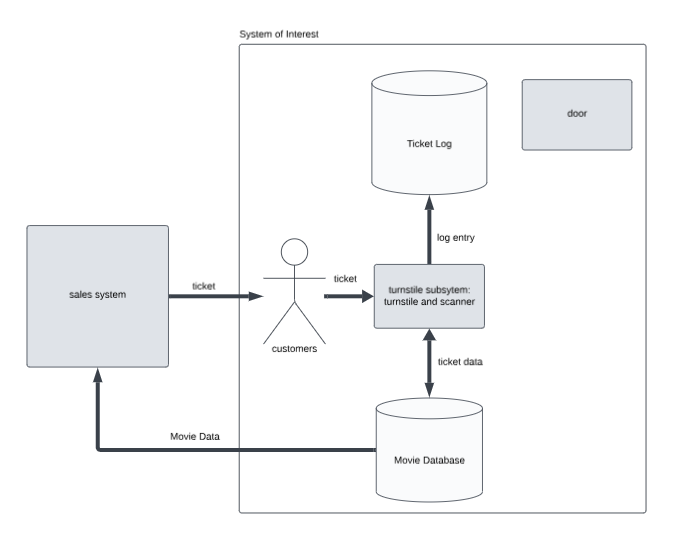 System of Interest
door
Ticket Log
log entry
sales system
ticket
ticket
turnstile subsytem:
turnstile and scanner
customers
ticket data
Movie Data
Movie Database